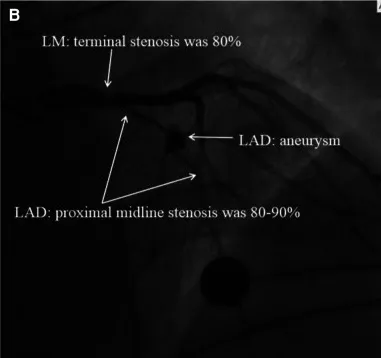 B
LM: terminal stenosis was 80%
LAD: aneurysm
LAD: proximal midline stenosis was 80-90%